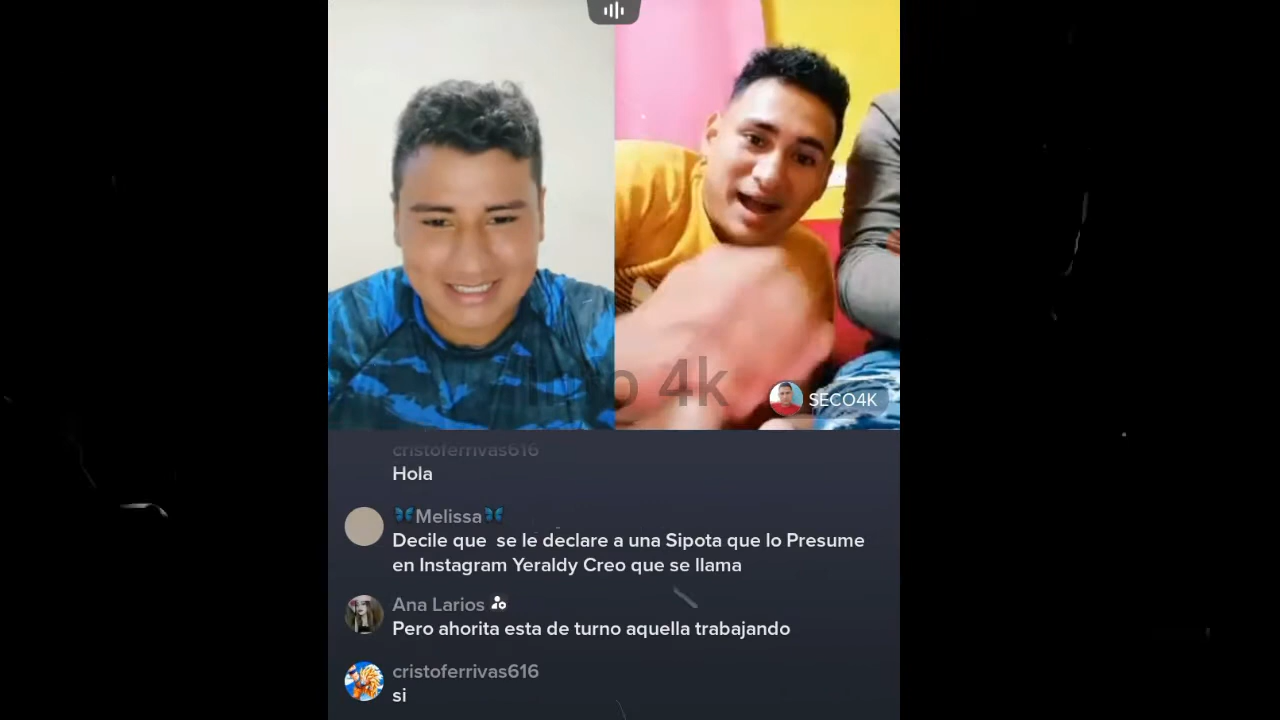 4k
SECO4K
cristoferrivas616
Hola
Melissa
Decile que se le declare a una Sipota que lo Presume
en Instagram Yeraldy Creo que se llama
Ana Larios
Pero ahorita esta de turno aquella trabajando
cristoferrivas616
si